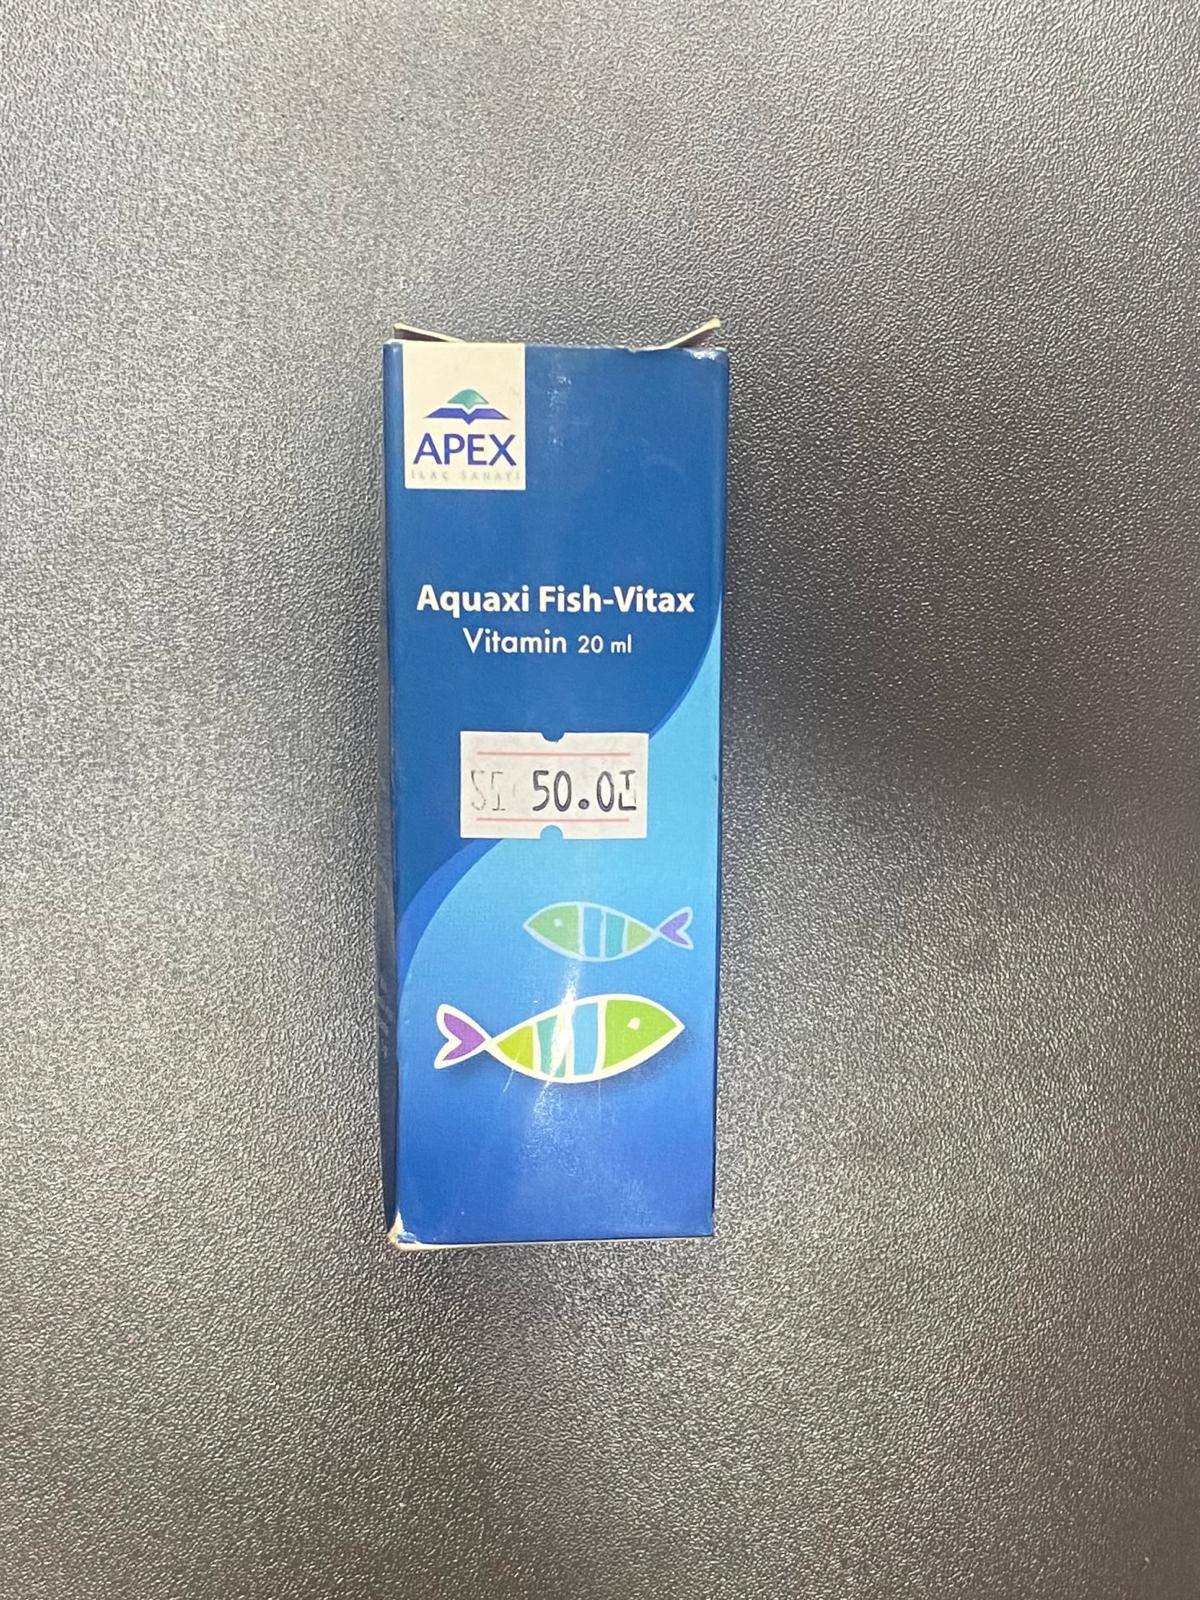 APEX
İLAÇ SANAYİ
Aquaxi Fish-Vitax
Vitamin 20 ml
50.0